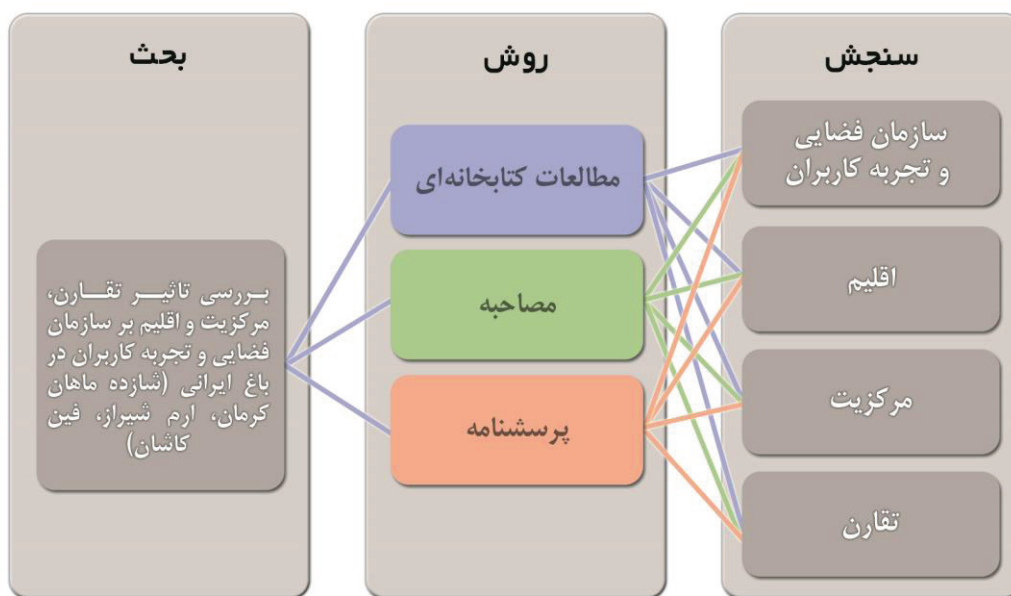 سنجش
سازمان فضایی
و تجربه کاربران
اقلیم
مرکزیت
تقارن
روش
مطالعات کتابخانه‌ای
مصاحبه
پرسشنامه
بحث
بررسی تاثیر تقارن،
مرکزیت و اقلیم بر سازمان
فضایی و تجربه کاربران در
باغ ایرانی (شازده ماهان
کرمان، ارم شیراز، فین
کاشان)